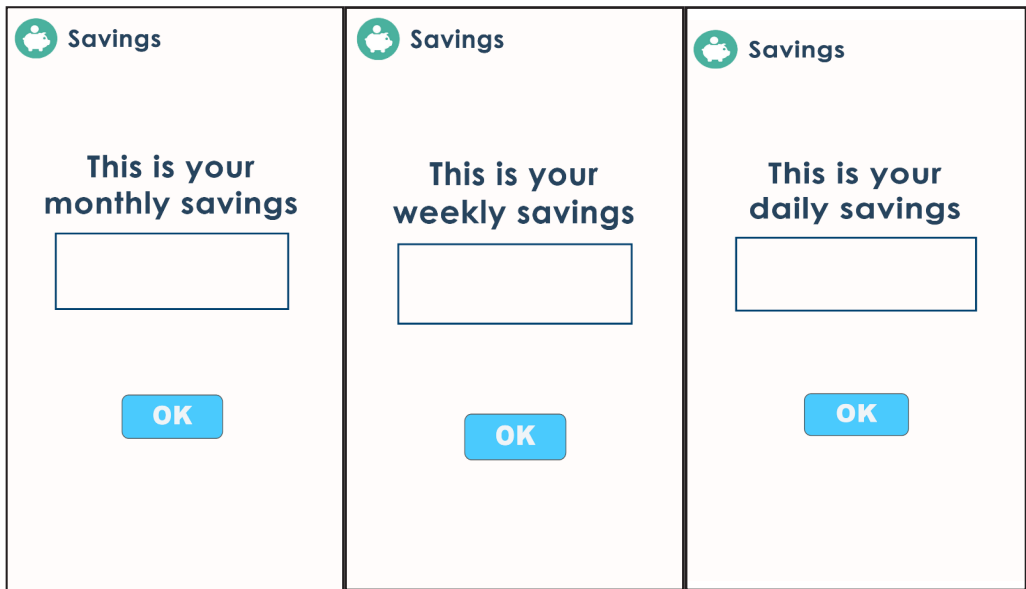 Savings
This is your
monthly savings
OK
Savings
This is your
weekly savings
OK
Savings
This is your
daily savings
OK